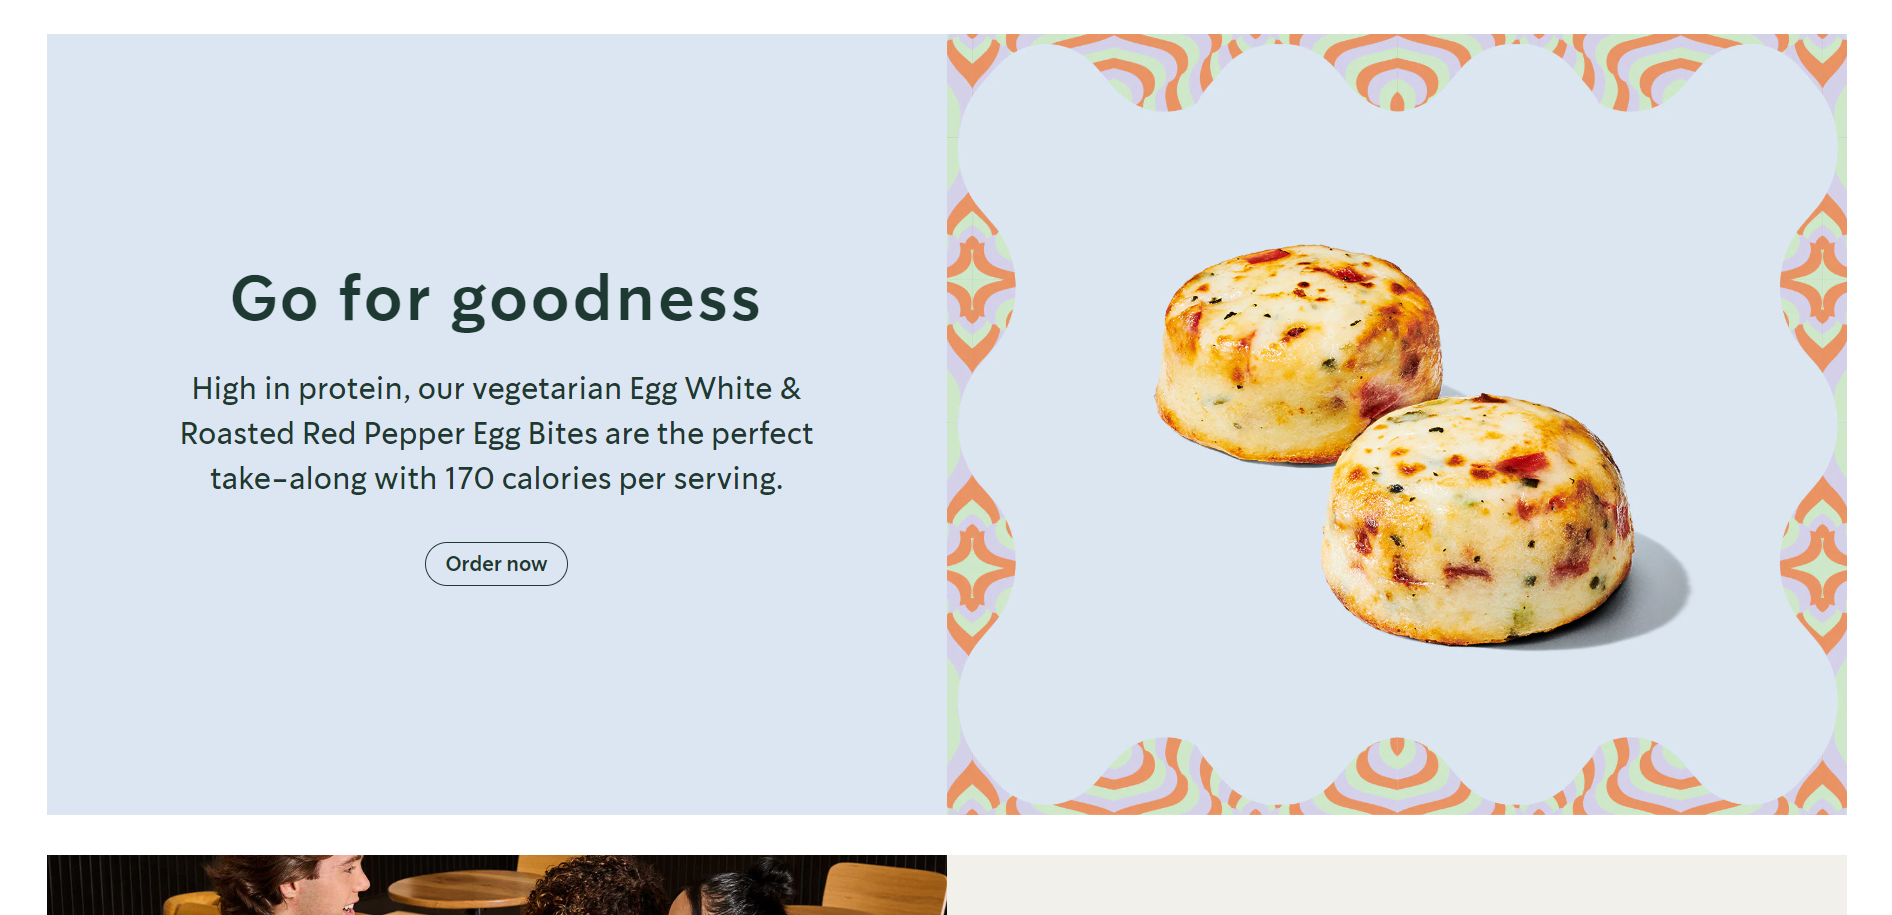 Go for goodness
High in protein, our vegetarian Egg White &
Roasted Red Pepper Egg Bites are the perfect
take-along with 170 calories per serving.
Order now